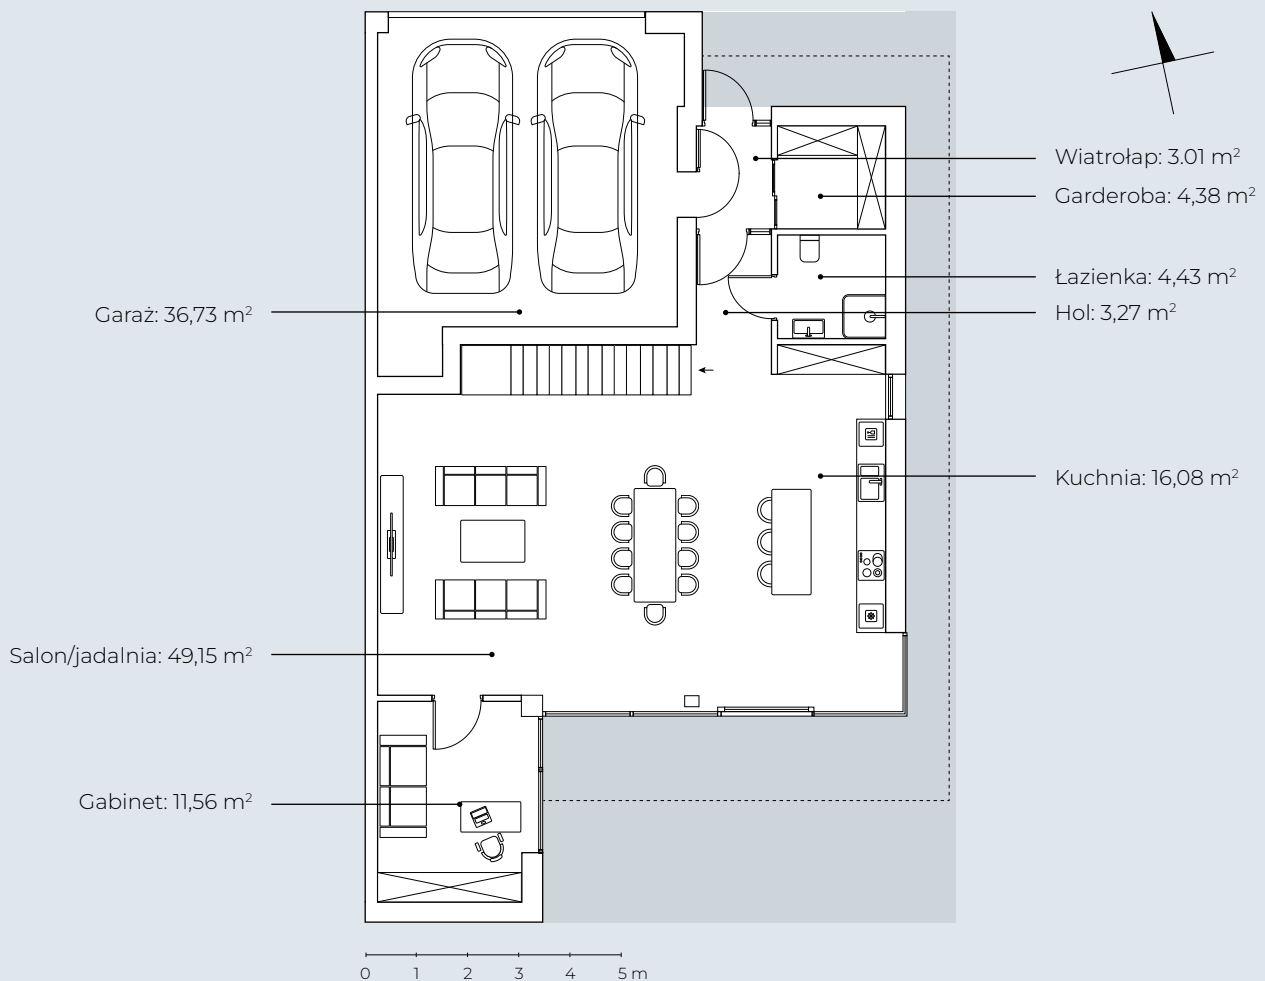 Wiatrołap: 3.01 m²
Garderoba: 4,38 m²
Łazienka: 4,43 m²
Garaż: 36,73 m²
Hol: 3,27 m²
Kuchnia: 16,08 m²
Salon/jadalnia: 49,15 m²
Gabinet: 11,56 m²
0 1 2 3 4 5 m